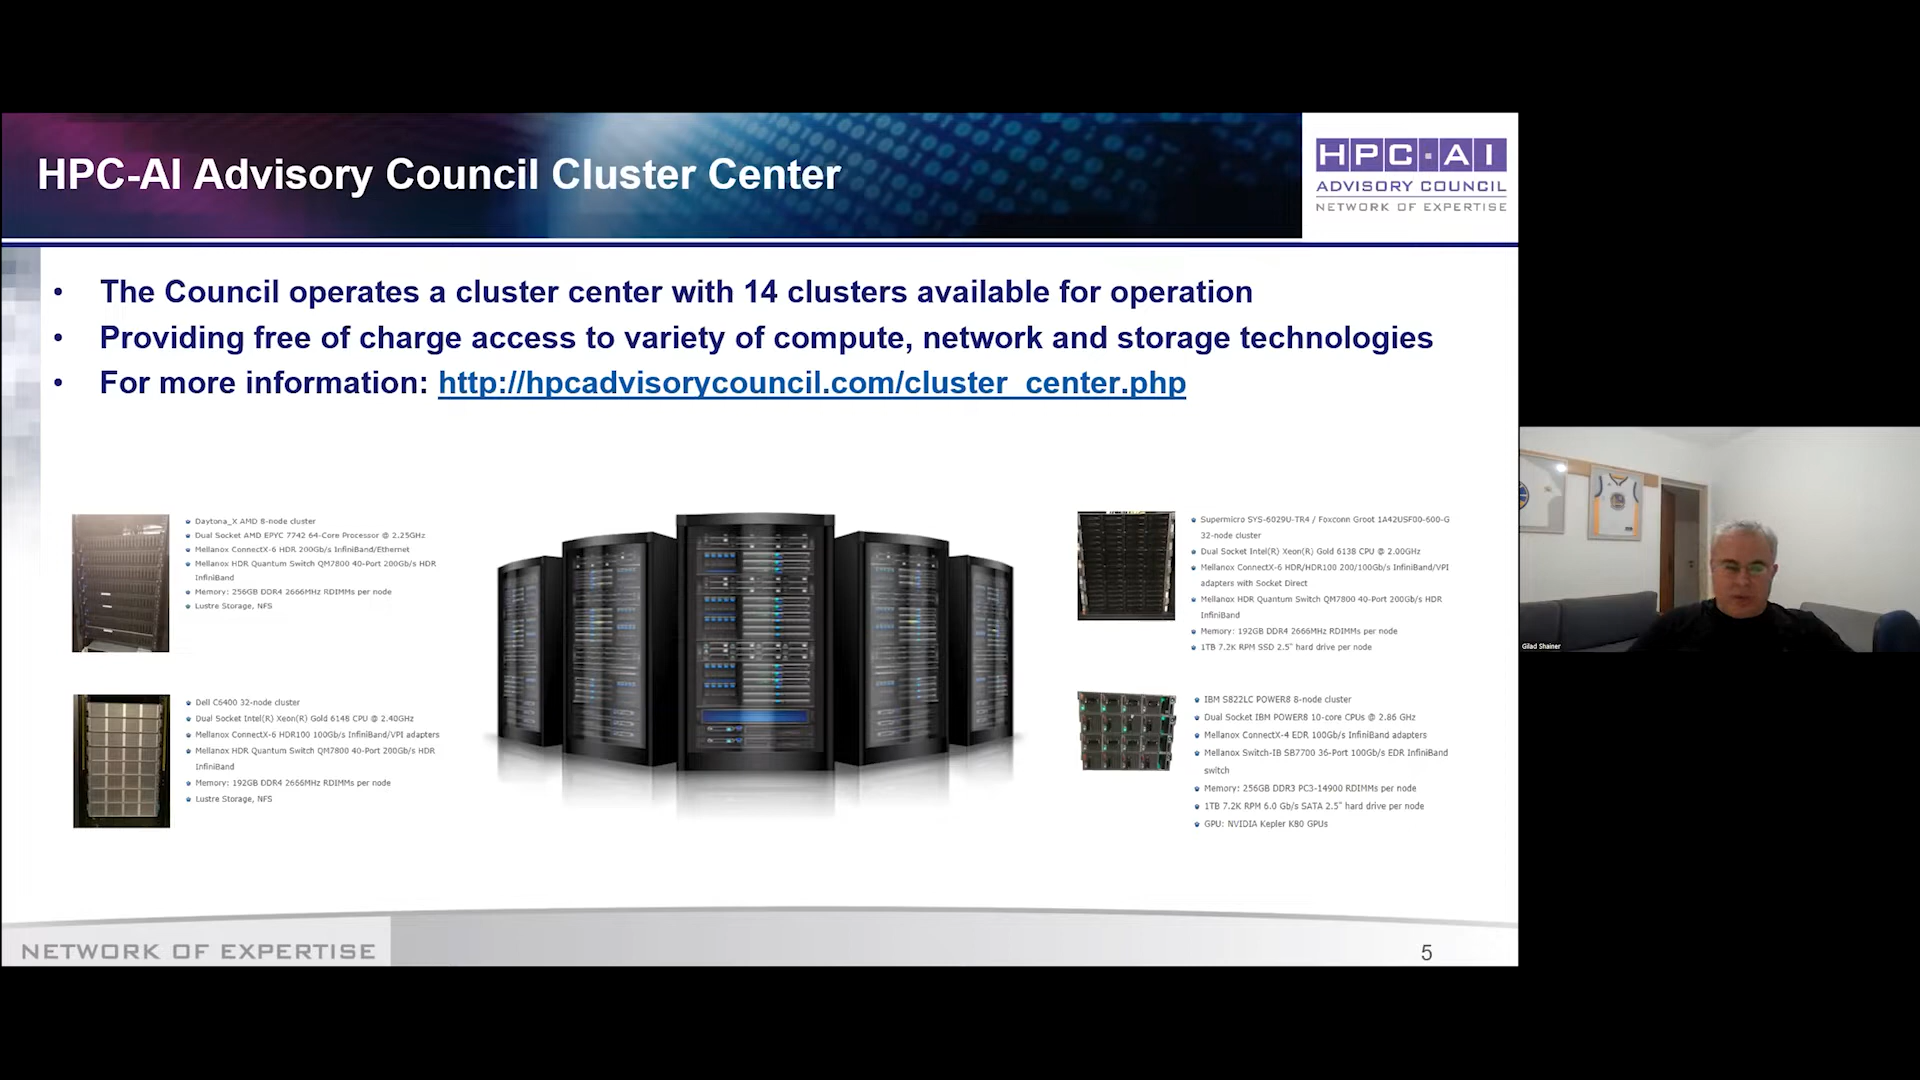 HPC-AI Advisory Council Cluster Center
HPC·AI
ADVISORY COUNCIL
NETWORK OF EXPERTISE
• The Council operates a cluster center with 14 clusters available for operation
• Providing free of charge access to variety of compute, network and storage technologies
• For more information: http://hpcadvisorycouncil.com/cluster_center.php
Daytona_X AMD 8-node cluster
Dual Socket AMD EPYC 7742 64-Core Processor @ 2.25GHz
Mellanox ConnectX-6 HDR 200Gb/s InfiniBand/Ethernet
Mellanox HDR Quantum Switch QM7800 40-Port 200Gb/s HDR
InfiniBand
Memory: 256GB DDR4 2666MHz RDIMMs per node
Lustre Storage, NFS
Dell C6400 32-node cluster
Dual Socket Intel(R) Xeon(R) Gold 6148 CPU @ 2.40GHz
Mellanox ConnectX-6 HDR100 100Gb/s InfiniBand/VPI adapters
Mellanox HDR Quantum Switch QM7800 40-Port 200Gb/s HDR
InfiniBand
Memory: 192GB DDR4 2666MHz RDIMMs per node
Lustre Storage, NFS
Supermicro SYS-6029U-TR4 / Foxconn Groot 1A42USF00-600-G
32-node cluster
Dual Socket Intel(R) Xeon(R) Gold 6138 CPU @ 2.00GHz
Mellanox ConnectX-6 HDR/HDR100 200/100Gb/s InfiniBand/VPI
adapters with Socket Direct
Mellanox HDR Quantum Switch QM7800 40-Port 200Gb/s HDR
InfiniBand
Memory: 192GB DDR4 2666MHz RDIMMs per node
1TB 7.2K RPM SSD 2.5" hard drive per node
IBM S822LC POWER8 8-node cluster
Dual Socket IBM POWER8 10-core CPUs @ 2.86 GHz
Mellanox ConnectX-4 EDR 100Gb/s InfiniBand adapters
Mellanox Switch-IB SB7700 36-Port 100Gb/s EDR InfiniBand
switch
Memory: 256GB DDR3 PC3-14900 RDIMMs per node
1TB 7.2K RPM 6.0 Gb/s SATA 2.5" hard drive per node
GPU: NVIDIA Kepler K80 GPUs
Gilad Shainer
NETWORK OF EXPERTISE
5